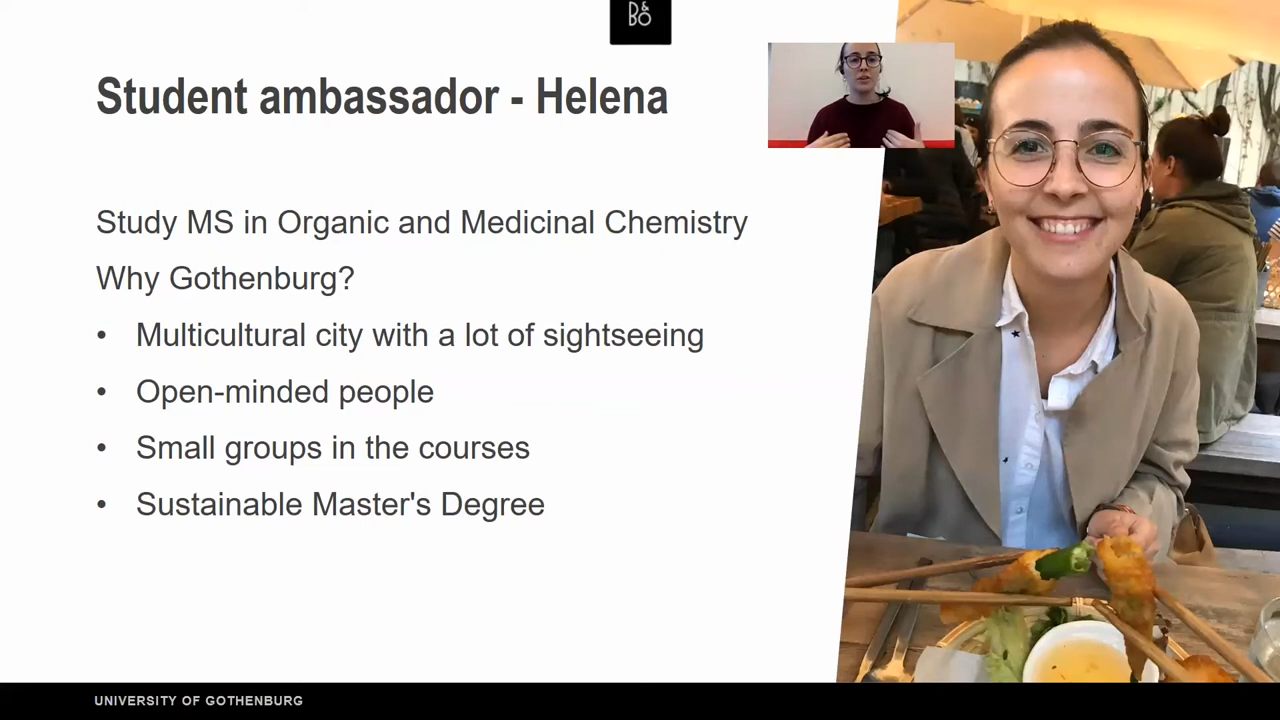 B&
BO
Student ambassador - Helena
Study MS in Organic and Medicinal Chemistry
Why Gothenburg?
• Multicultural city with a lot of sightseeing
• Open-minded people
• Small groups in the courses
• Sustainable Master's Degree
UNIVERSITY OF GOTHENBURG